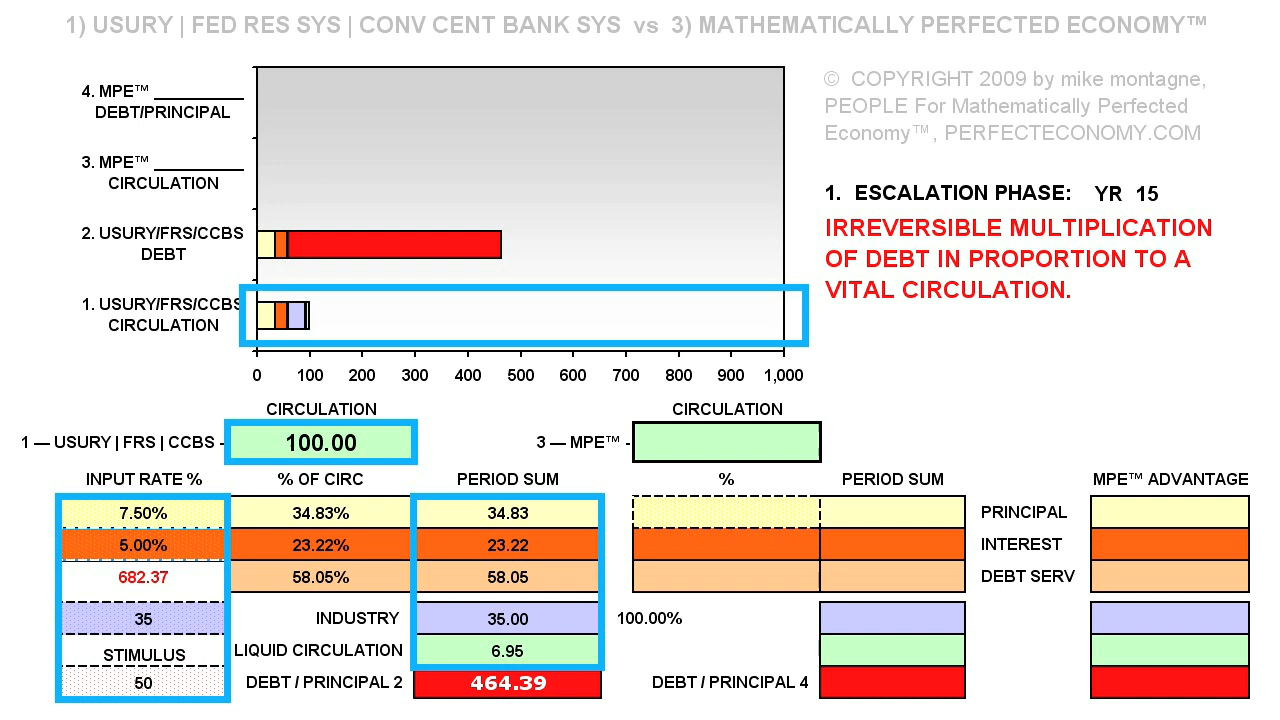 1) USURY | FED RES SYS | CONV CENT BANK SYS vs 3) MATHEMATICALLY PERFECTED ECONOMY™
© COPYRIGHT 2009 by mike montagne,
PEOPLE For Mathematically Perfected
Economy™, PERFECTECONOMY.COM
4. MPE™ __________
DEBT/PRINCIPAL
3. MPE™ __________
CIRCULATION
2. USURY/FRS/CCBS
DEBT
1. USURY/FRS/CCBS
CIRCULATION
1. ESCALATION PHASE: YR 15
IRREVERSIBLE MULTIPLICATION
OF DEBT IN PROPORTION TO A
VITAL CIRCULATION.
0 100 200 300 400 500 600 700 800 900 1,000
CIRCULATION CIRCULATION
1 — USURY | FRS | CCBS - 100.00 3 — MPE™ -
INPUT RATE % % OF CIRC PERIOD SUM % PERIOD SUM MPE™ ADVANTAGE
7.50% 34.83% 34.83 PRINCIPAL
5.00% 23.22% 23.22 INTEREST
682.37 58.05% 58.05 DEBT SERV
35 INDUSTRY 35.00 100.00%
STIMULUS LIQUID CIRCULATION 6.95
50 DEBT / PRINCIPAL 2 464.39 DEBT / PRINCIPAL 4